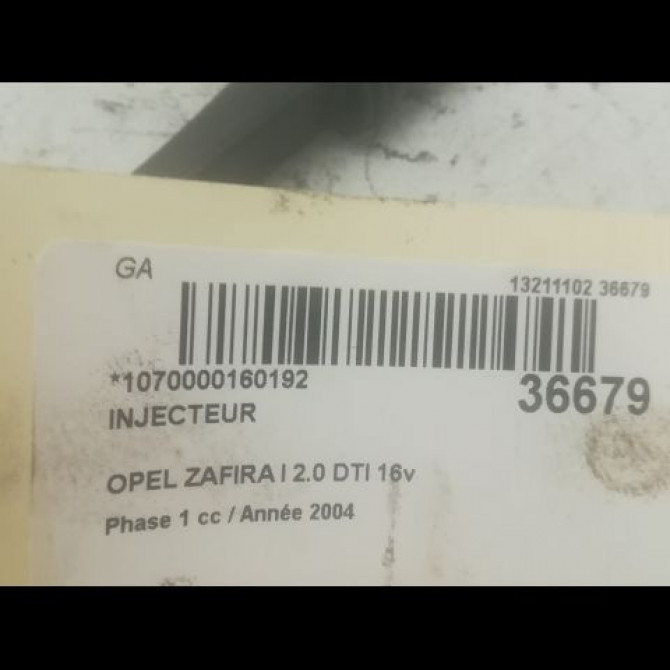 GA
13211102 36679
*1070000160192
36679
INJECTEUR
OPEL ZAFIRA I 2.0 DTI 16v
Phase 1 cc / Année 2004